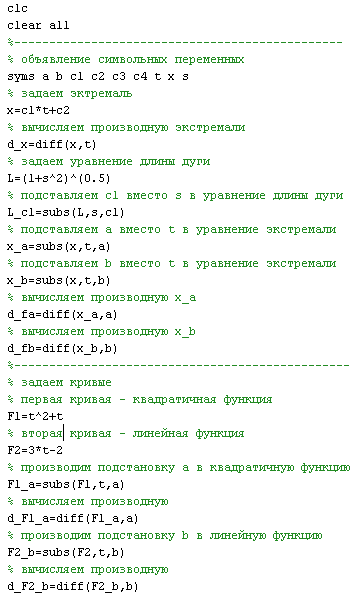 clc
clear all
%-----------------------------------------------
% объявление символьных переменных
syms a b c1 c2 c3 c4 t x s
% задаем эктремаль
x=c1*t+c2
% вычисляем производную экстремали
d_x=diff(x,t)
% задаем уравнение длины дуги
L=(1+s^2)^(0.5)
% подставляем c1 вместо s в уравнение длины дуги
L_c1=subs(L,s,c1)
% подставляем a вместо t в уравнение экстремали
x_a=subs(x,t,a)
% подставляем b вместо t в уравнение экстремали
x_b=subs(x,t,b)
% вычисляем производную x_a
d_fa=diff(x_a,a)
% вычисляем производную x_b
d_fb=diff(x_b,b)
%------------------------------------------------
% задаем кривые
% первая кривая - квадратичная функция
F1=t^2+t
% вторая кривая - линейная функция
F2=3*t-2
% производим подстановку a в квадратичную функцию
F1_a=subs(F1,t,a)
% вычисляем производную
d_F1_a=diff(F1_a,a)
% производим подстановку b в линейную функцию
F2_b=subs(F2,t,b)
% вычисляем производную
d_F2_b=diff(F2_b,b)